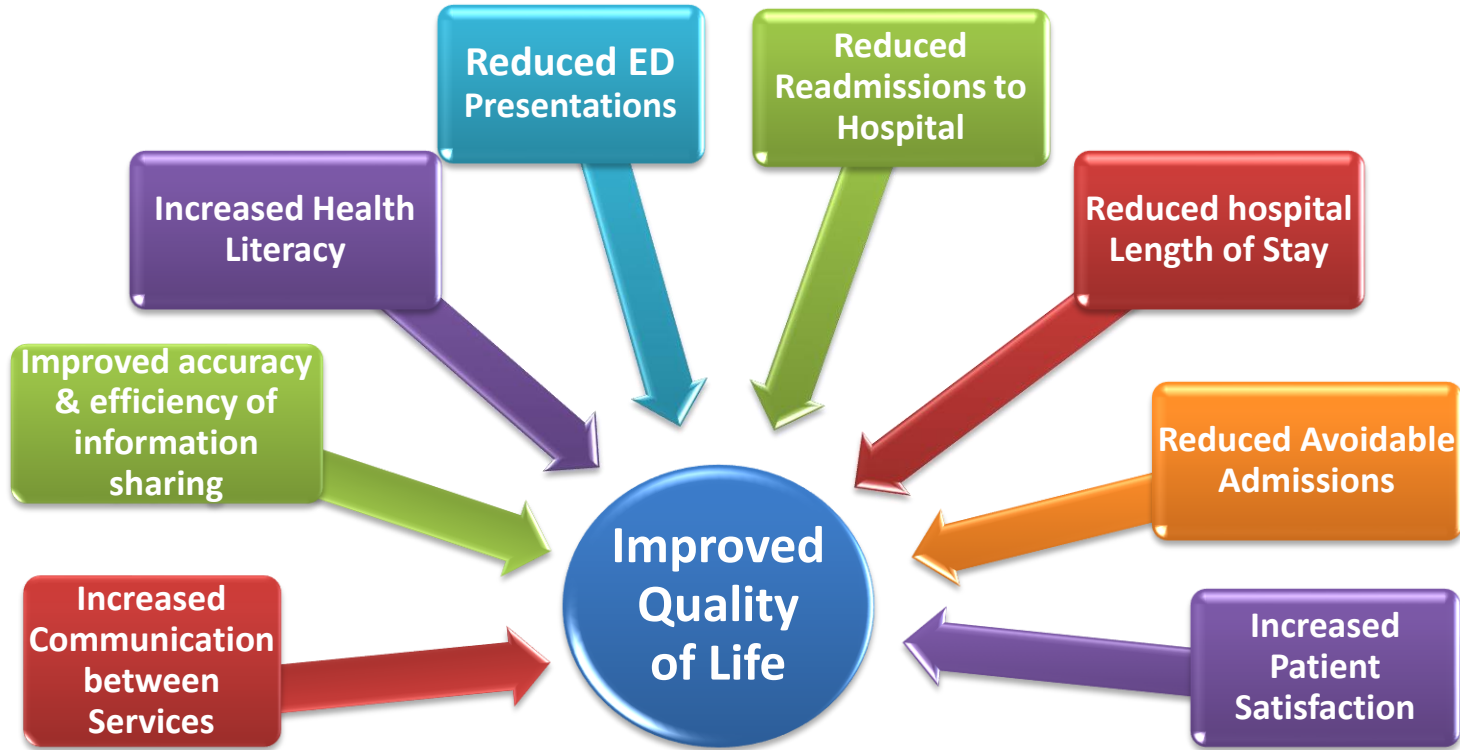 Reduced ED
Presentations
Reduced
Readmissions to
Hospital
Increased Health
Literacy
Reduced hospital
Length of Stay
Improved accuracy
& efficiency of
information
sharing
Reduced Avoidable
Admissions
Increased
Communication
between
Services
Improved
Quality
of Life
Increased
Patient
Satisfaction